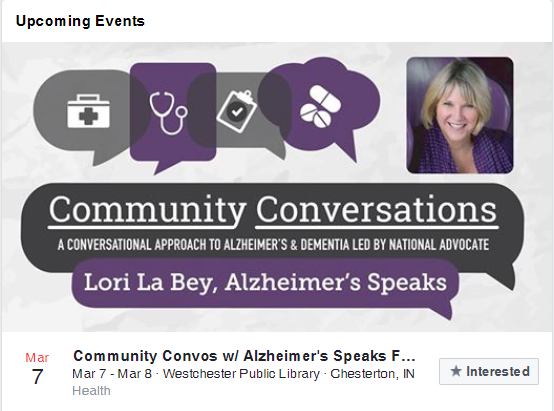 Upcoming Events
Community Conversations
A CONVERSATIONAL APPROACH TO ALZHEIMER'S & DEMENTIA LED BY NATIONAL ADVOCATE
Lori La Bey, Alzheimer's Speaks
Mar
7
Community Convos w/ Alzheimer's Speaks F...
Mar 7 - Mar 8 · Westchester Public Library · Chesterton, IN
Health
Interested